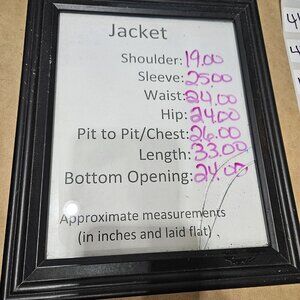 Jacket
Shoulder: 19.00
Sleeve: 25.00
Waist: 24.00
Hip: 24.00
Pit to Pit/Chest: 26.00
Length: 33.00
Bottom Opening: 24.00
Approximate measurements
(in inches and laid flat)